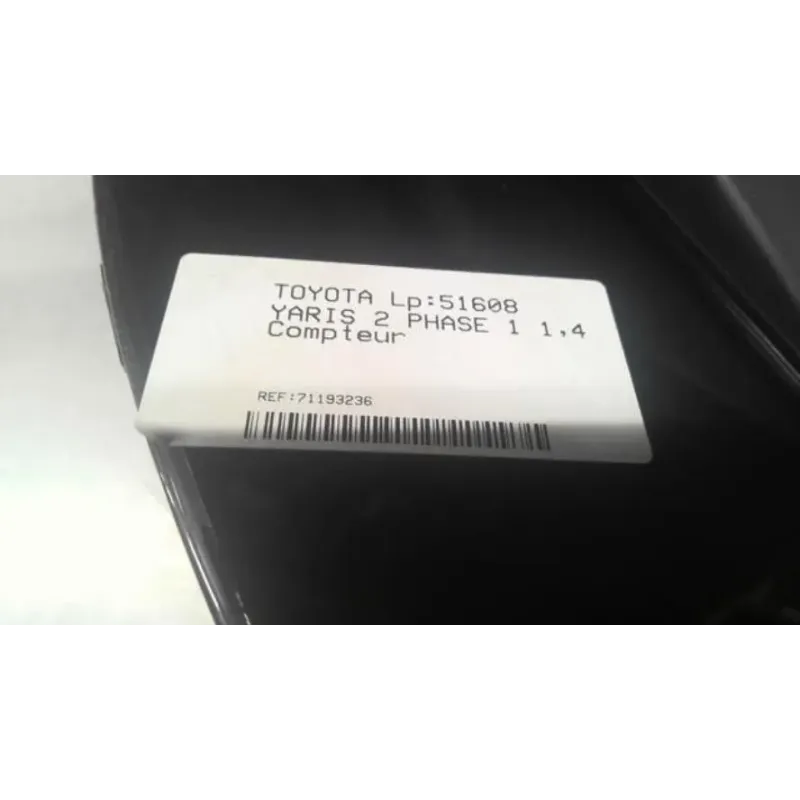 TOYOTA Lp:51608
YARIS 2 PHASE 1 1,4
Compteur
REF:71193236